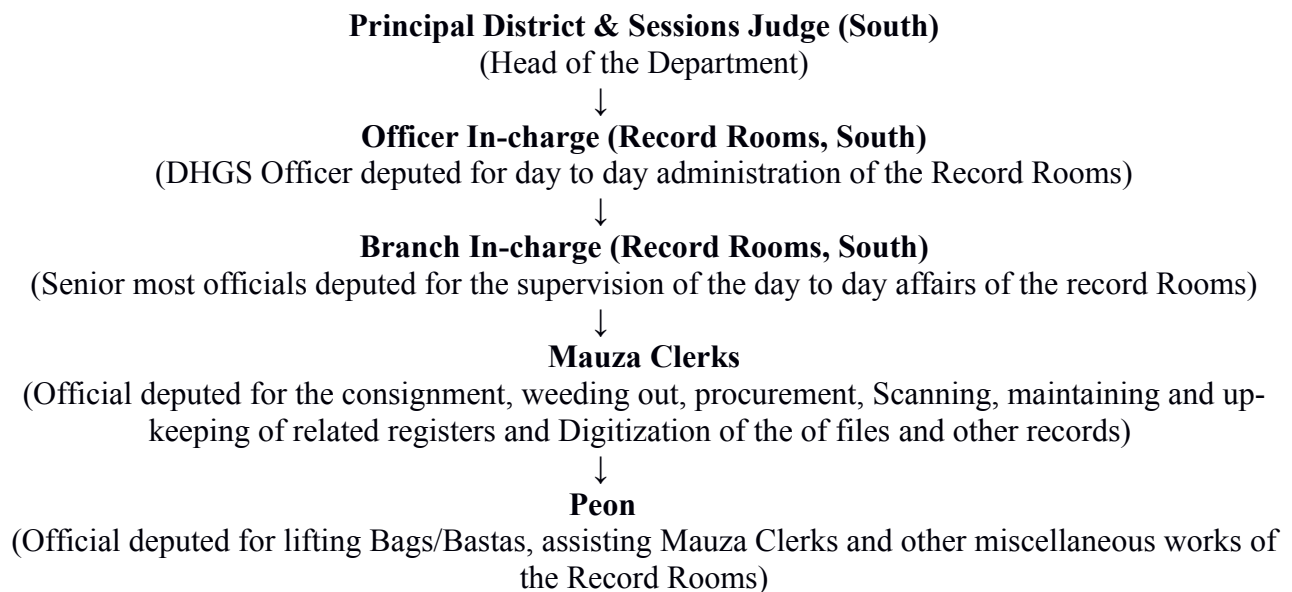 Principal District & Sessions Judge (South)
(Head of the Department)
↓
Officer In-charge (Record Rooms, South)
(DHGS Officer deputed for day to day administration of the Record Rooms)
↓
Branch In-charge (Record Rooms, South)
(Senior most officials deputed for the supervision of the day to day affairs of the record Rooms)
↓
Mauza Clerks
(Official deputed for the consignment, weeding out, procurement, Scanning, maintaining and up-
keeping of related registers and Digitization of the of files and other records)
↓
Peon
(Official deputed for lifting Bags/Bastas, assisting Mauza Clerks and other miscellaneous works of
the Record Rooms)